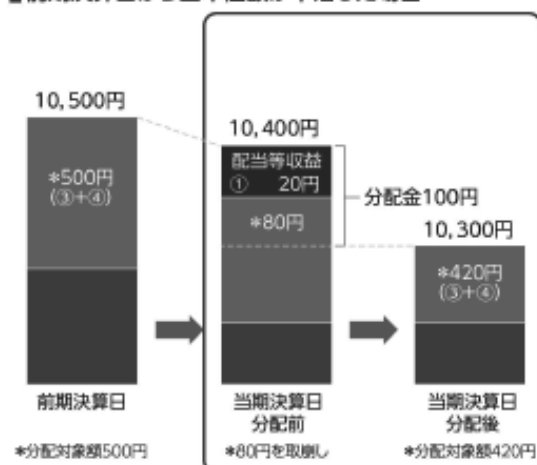 10,500円
*500円
(③+④)
前期決算日
*分配対象額500円
10,400円
配当等収益
① 20円
*80円
当期決算日
分配前
*80円を取崩し
分配金100円
10,300円
*420円
(③+④)
当期決算日
分配後
*分配対象額420円